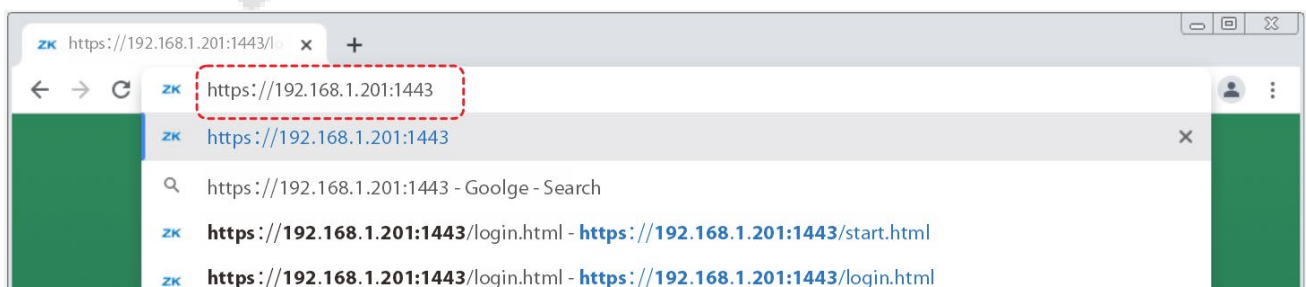 ZK https://192.168.1.201:1443/l
ZK https://192.168.1.201:1443
ZK https://192.168.1.201:1443
https://192.168.1.201:1443 - Goolge - Search
ZK https://192.168.1.201:1443/login.html - https://192.168.1.201:1443/start.html
ZK https://192.168.1.201:1443/login.html - https://192.168.1.201:1443/login.html